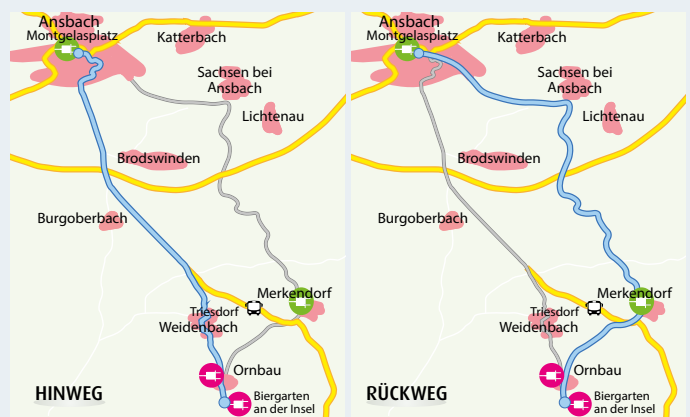 Ansbach
Montgelasplatz
Katterbach
Sachsen bei
Ansbach
Lichtenau
Brodswinden
Burgoberbach
Merkendorf
Triesdorf
Weidenbach
Ornbau
Biergarten
an der Insel
HINWEG
Ansbach
Montgelasplatz
Katterbach
Sachsen bei
Ansbach
Lichtenau
Brodswinden
Burgoberbach
Merkendorf
Triesdorf
Weidenbach
Ornbau
Biergarten
an der Insel
RÜCKWEG